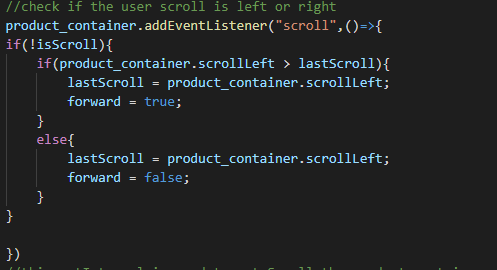 //check if the user scroll is left or right
product_container.addEventListener("scroll",()=>{
if(!isScroll){
    if(product_container.scrollLeft > lastScroll){
        lastScroll = product_container.scrollLeft;
        forward = true;
    }
    else{
        lastScroll = product_container.scrollLeft;
        forward = false;
    }
}

})